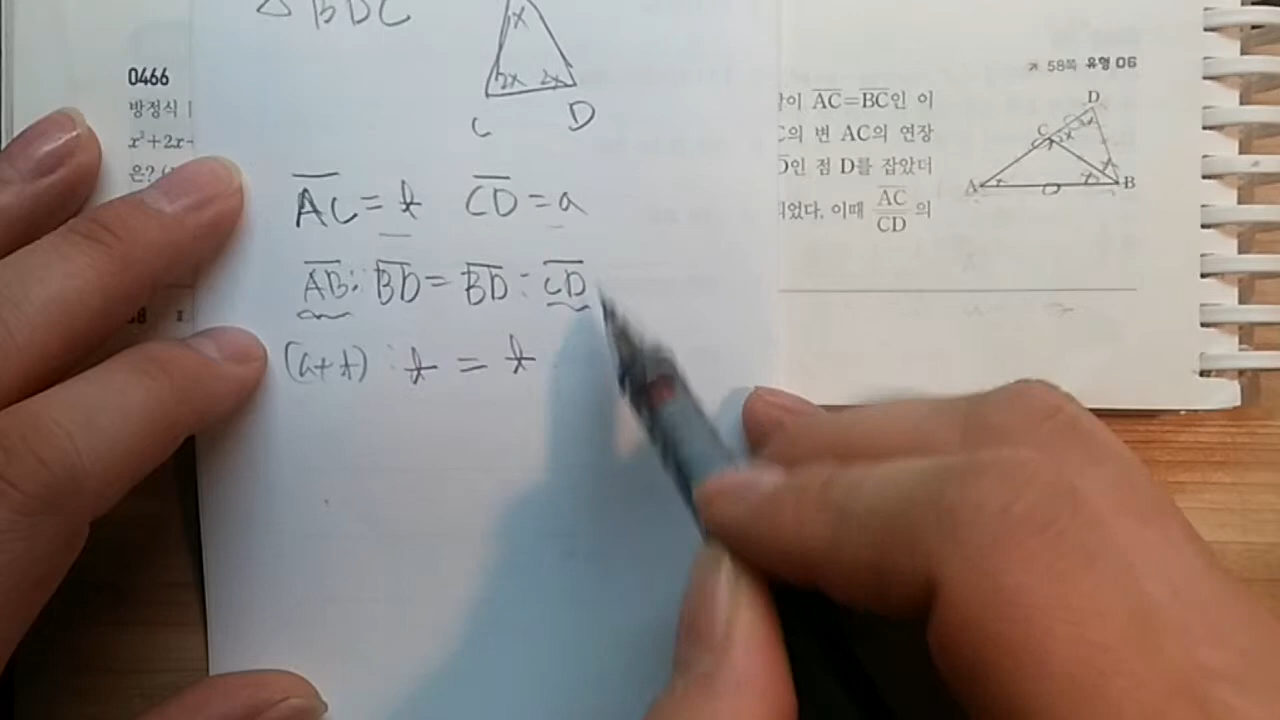 △BDC
x
2x 2x
C D
0466
방정식
x²+2x+
은? (
↗ 58쪽 유형 06
AC=BC인 이
의 변 AC의 연장
인 점 D를 잡았더
었다. 이때 AC/CD의
D
C 2x
A B
AC = k CD = a
AB : BD = BD : CD
(a+k) : k = k